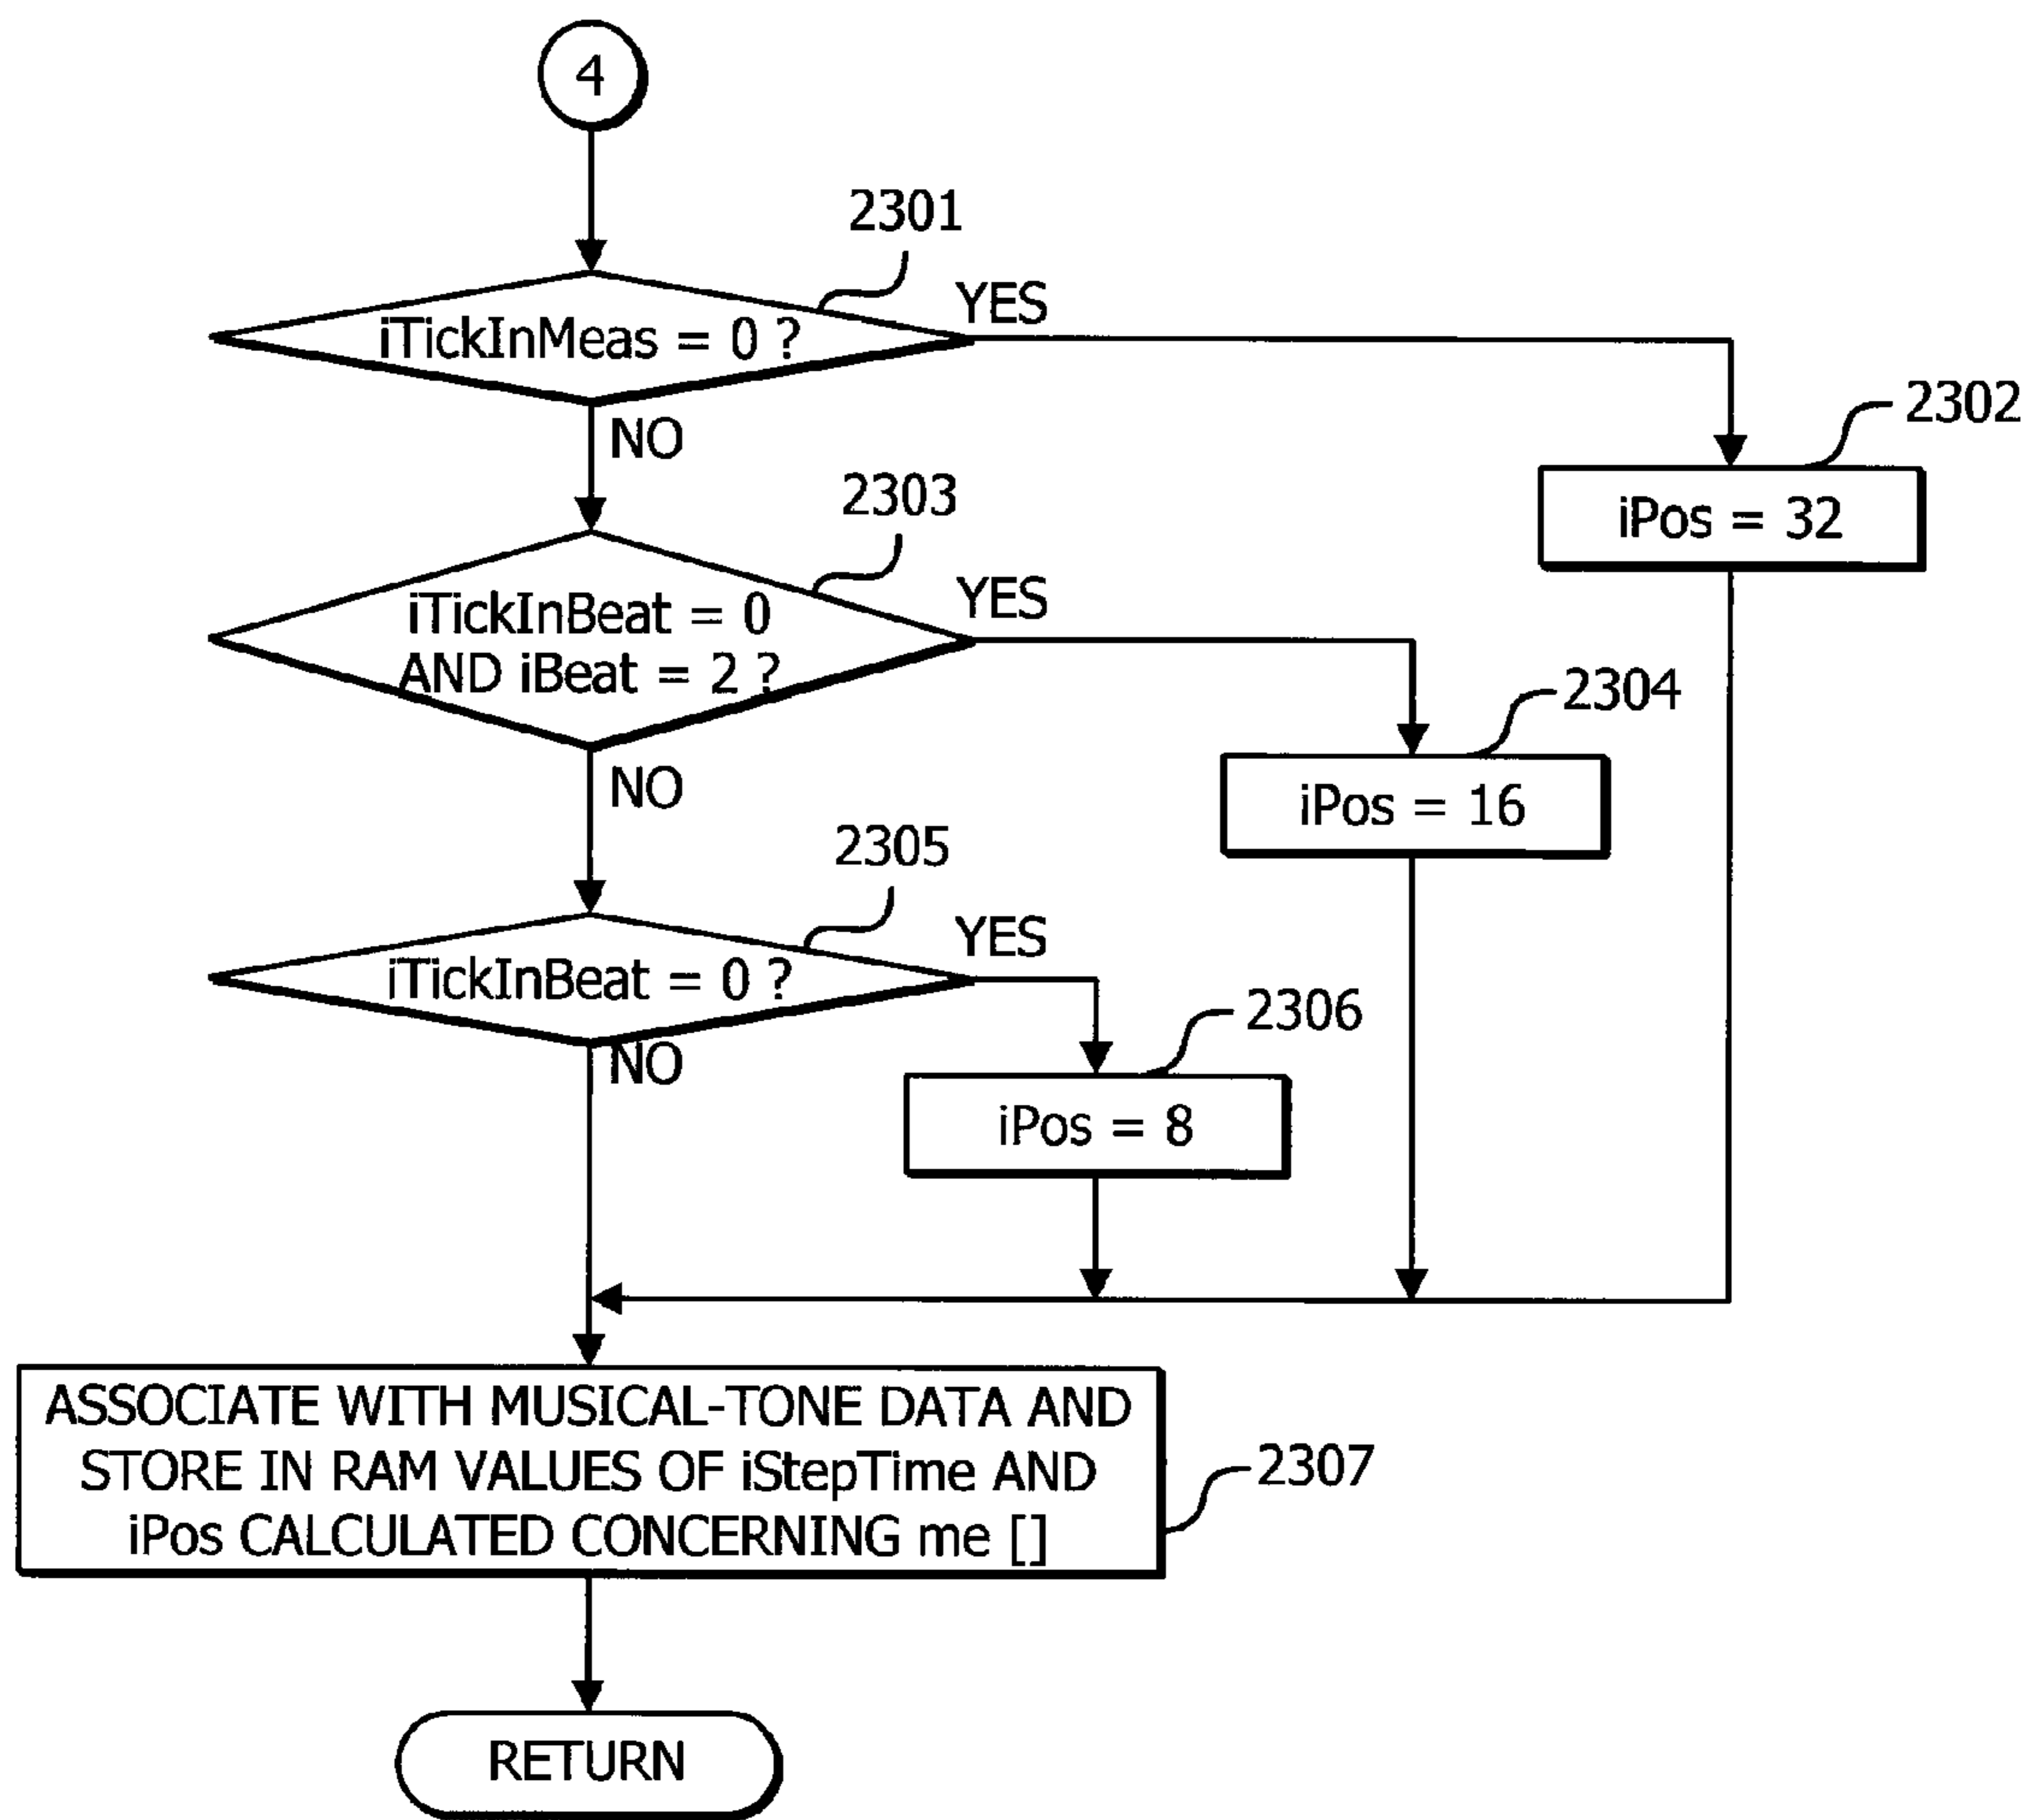 4
2301
iTickInMeas = 0 ?
YES
NO
2302
iPos = 32
2303
iTickInBeat = 0
AND iBeat = 2 ?
YES
NO
2304
iPos = 16
2305
iTickInBeat = 0 ?
YES
NO
2306
iPos = 8
ASSOCIATE WITH MUSICAL-TONE DATA AND
STORE IN RAM VALUES OF iStepTime AND
iPos CALCULATED CONCERNING me []
2307
RETURN